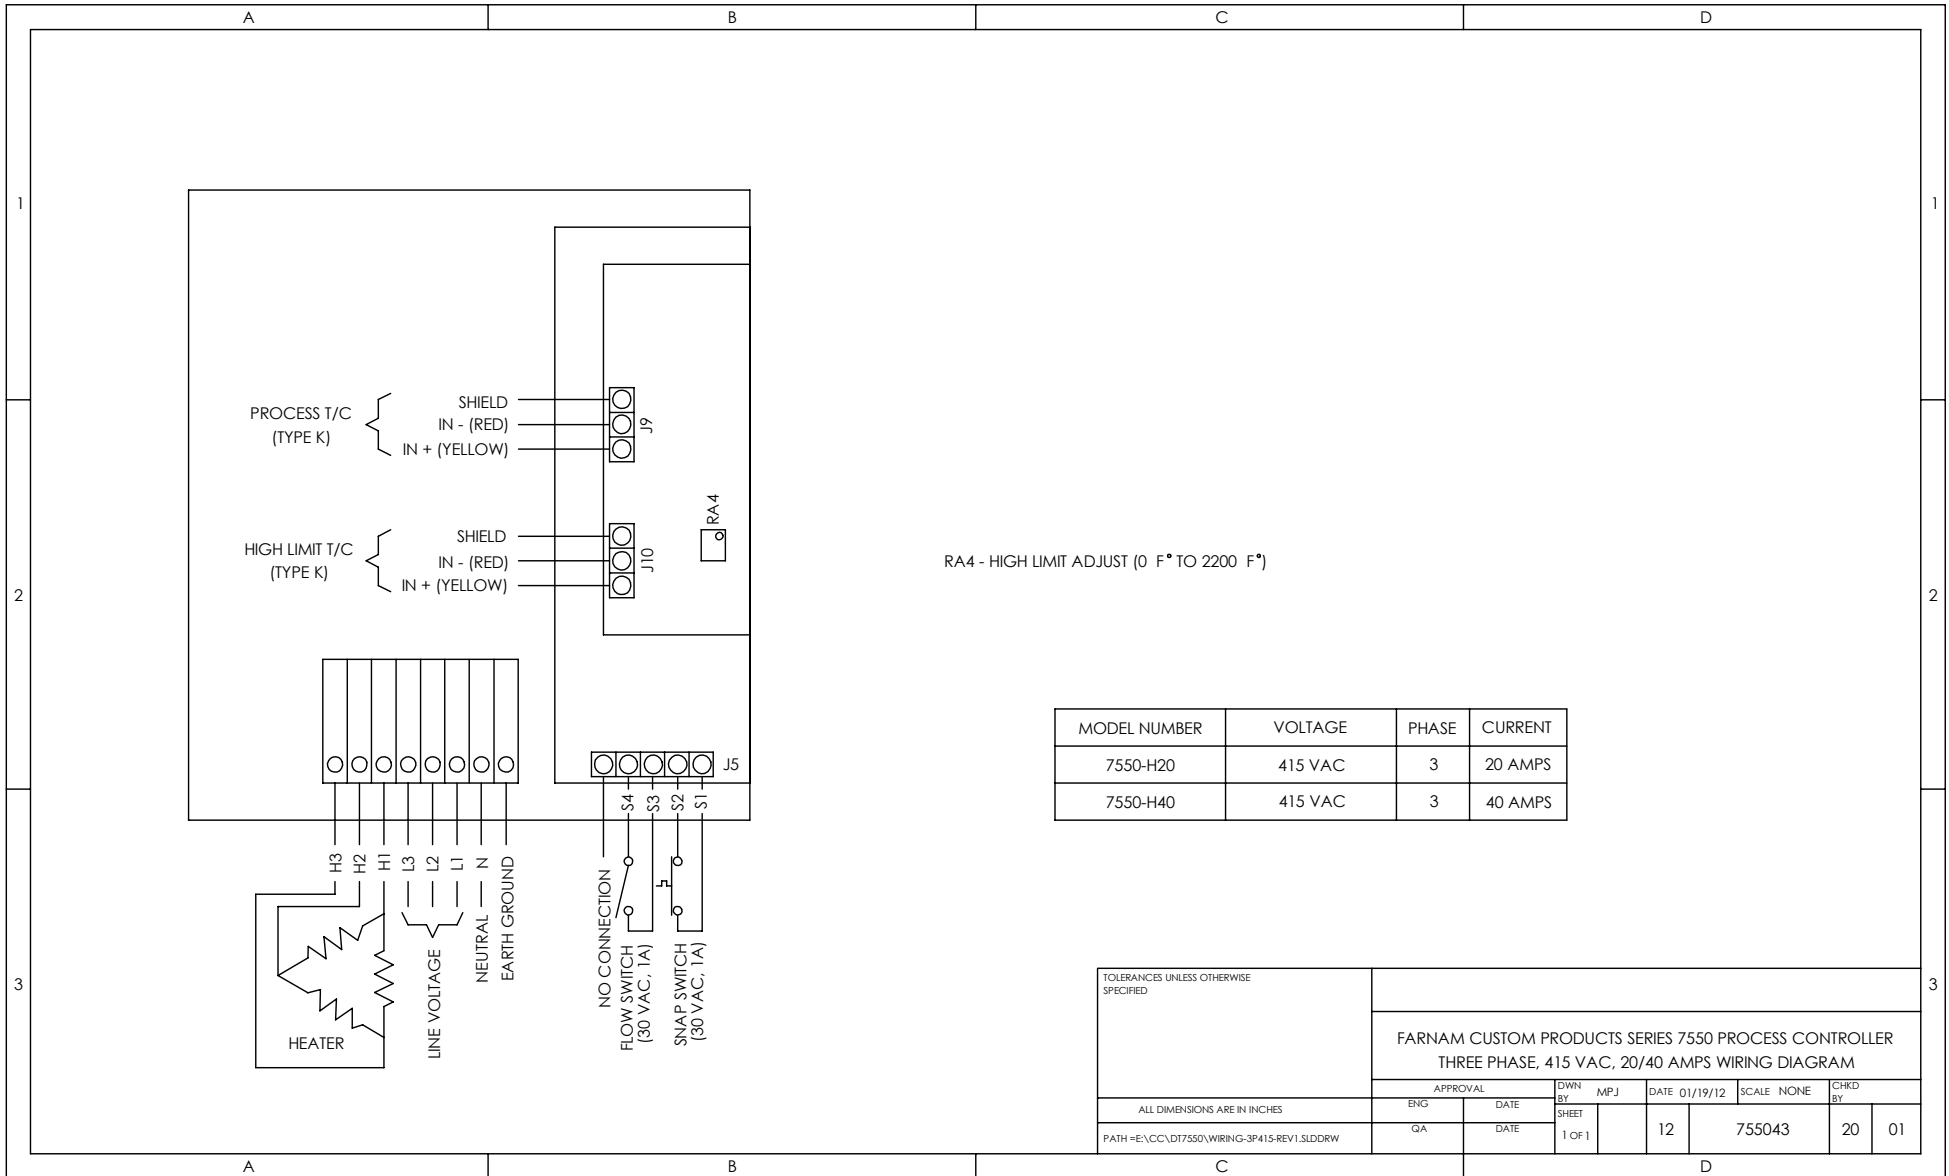 A
B
C
D
1
1
PROCESS T/C
(TYPE K)
SHIELD
IN - (RED)
IN + (YELLOW)
J9
HIGH LIMIT T/C
(TYPE K)
SHIELD
IN - (RED)
IN + (YELLOW)
J10
RA4
RA4 - HIGH LIMIT ADJUST (0 F° TO 2200 F°)
2
2
MODEL NUMBER VOLTAGE PHASE CURRENT
7550-H20 415 VAC 3 20 AMPS
7550-H40 415 VAC 3 40 AMPS
J5
S4
S3
S2
S1
H3
H2
H1
L3
L2
L1
N
NEUTRAL
EARTH GROUND
LINE VOLTAGE
HEATER
NO CONNECTION
FLOW SWITCH
(30 VAC, 1A)
SNAP SWITCH
(30 VAC, 1A)
3
3
TOLERANCES UNLESS OTHERWISE
SPECIFIED
FARNAM CUSTOM PRODUCTS SERIES 7550 PROCESS CONTROLLER
THREE PHASE, 415 VAC, 20/40 AMPS WIRING DIAGRAM
APPROVAL
DWN
BY
MPJ
DATE 01/19/12
SCALE NONE
CHKD
BY
ALL DIMENSIONS ARE IN INCHES
ENG
DATE
SHEET
1 OF 1
12
755043
20
01
PATH =E:\CC\DT7550\WIRING-3P415-REV1.SLDDRW
QA
DATE
A
B
C
D